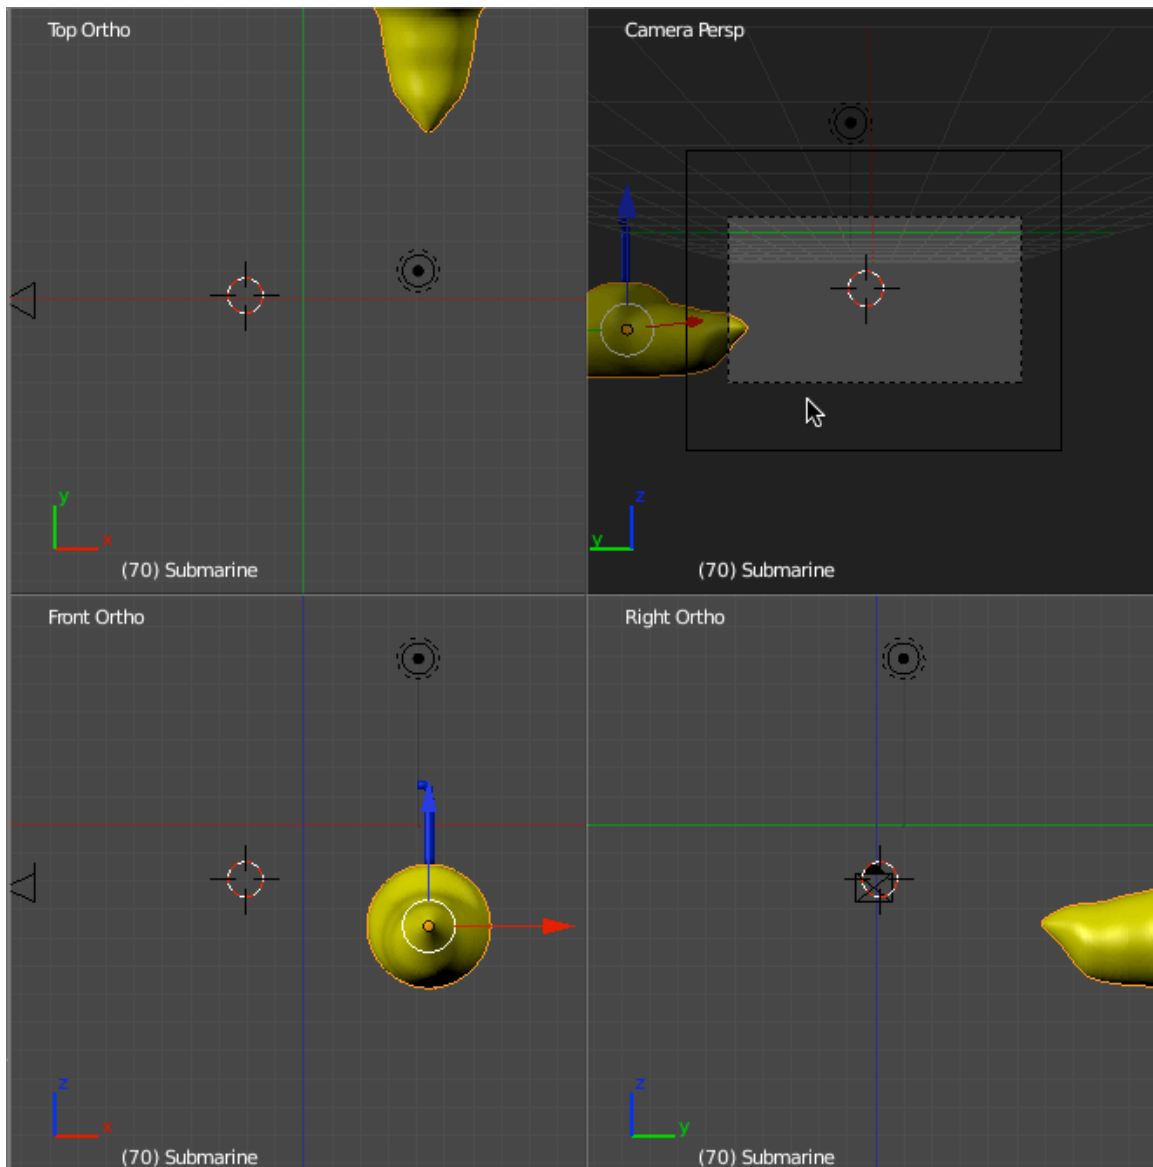 Top Ortho
y
x
(70) Submarine
Camera Persp
z
y
(70) Submarine
Front Ortho
z
x
(70) Submarine
Right Ortho
z
y
(70) Submarine